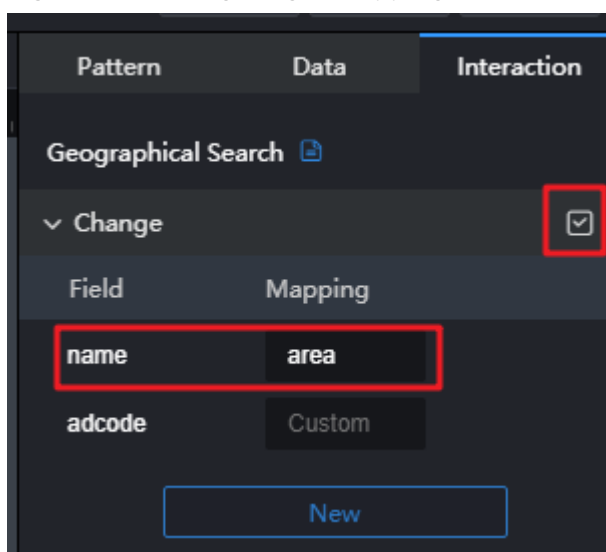 Pattern Data Interaction
Geographical Search
Change
Field Mapping
name area
adcode Custom
New